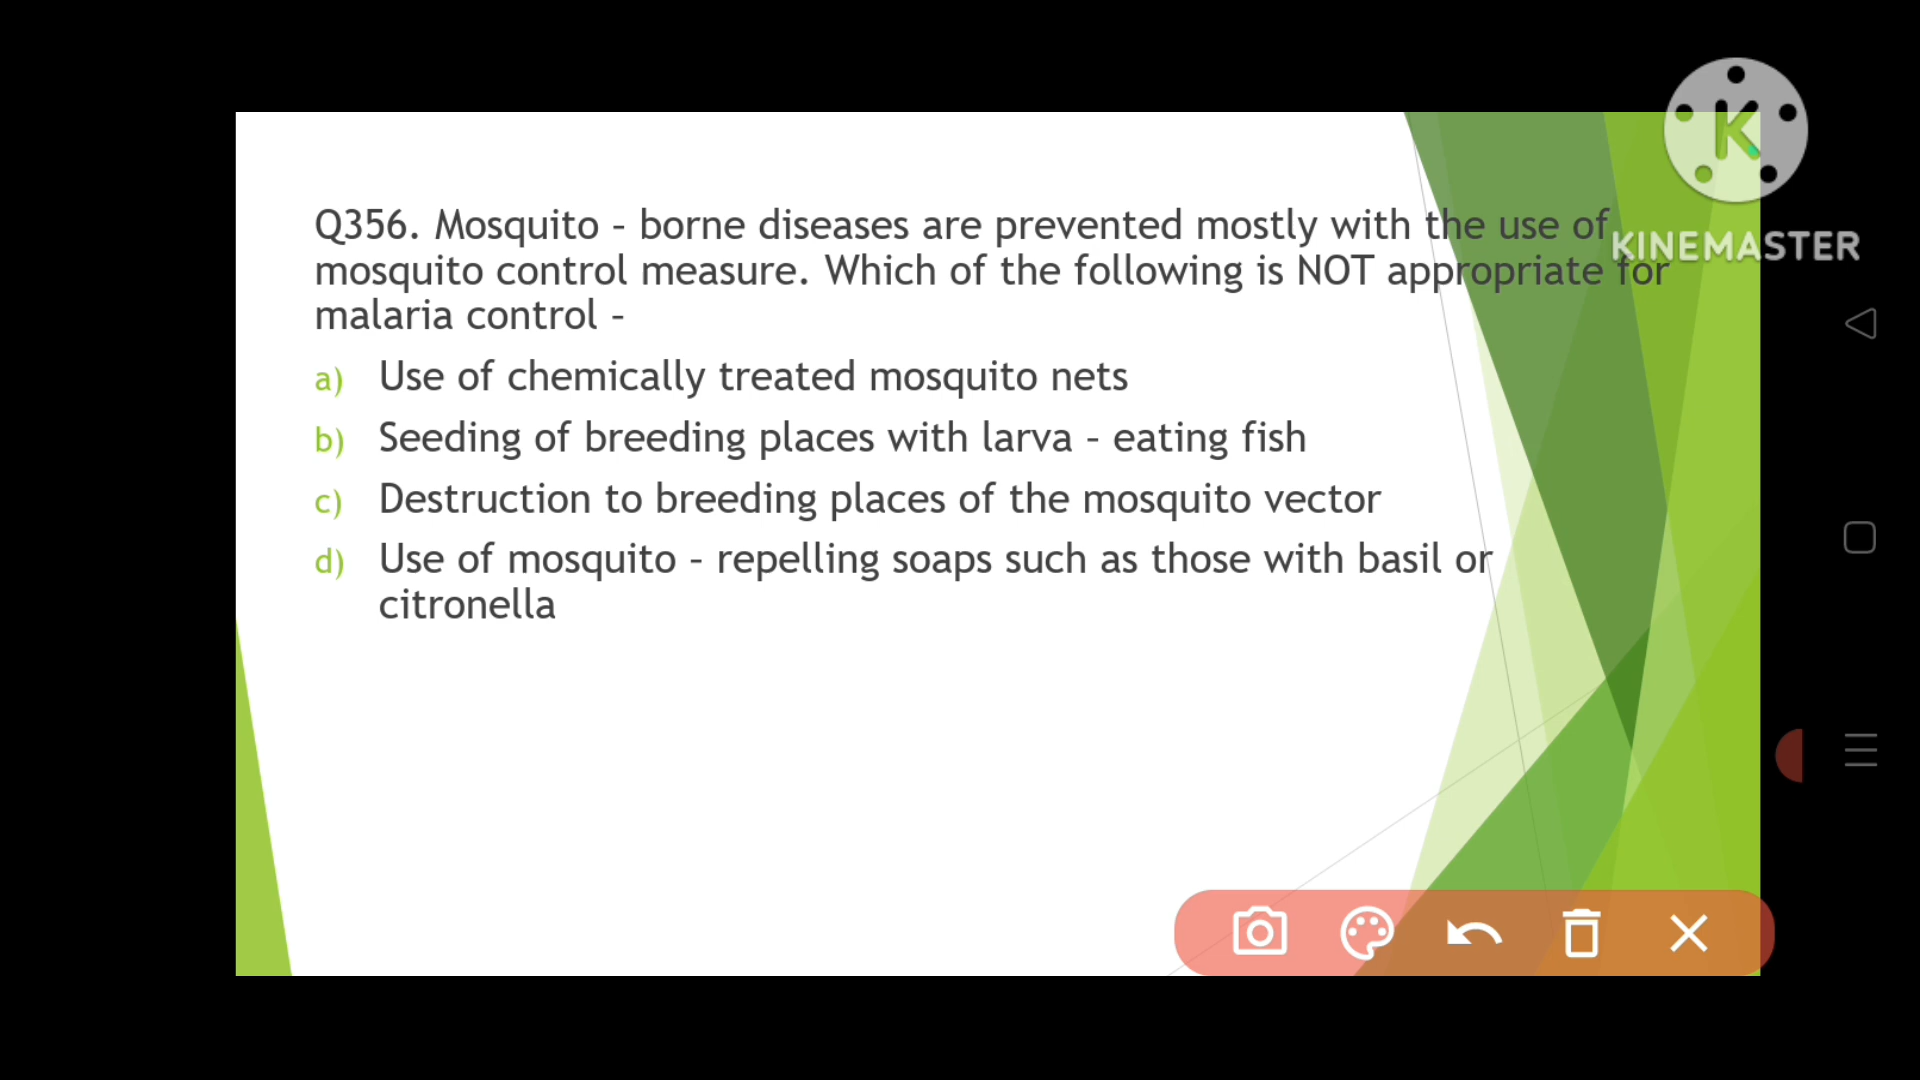 Q356. Mosquito – borne diseases are prevented mostly with the use of
mosquito control measure. Which of the following is NOT appropriate for
malaria control –
a) Use of chemically treated mosquito nets
b) Seeding of breeding places with larva – eating fish
c) Destruction to breeding places of the mosquito vector
d) Use of mosquito – repelling soaps such as those with basil or
citronella
K
KINEMASTER